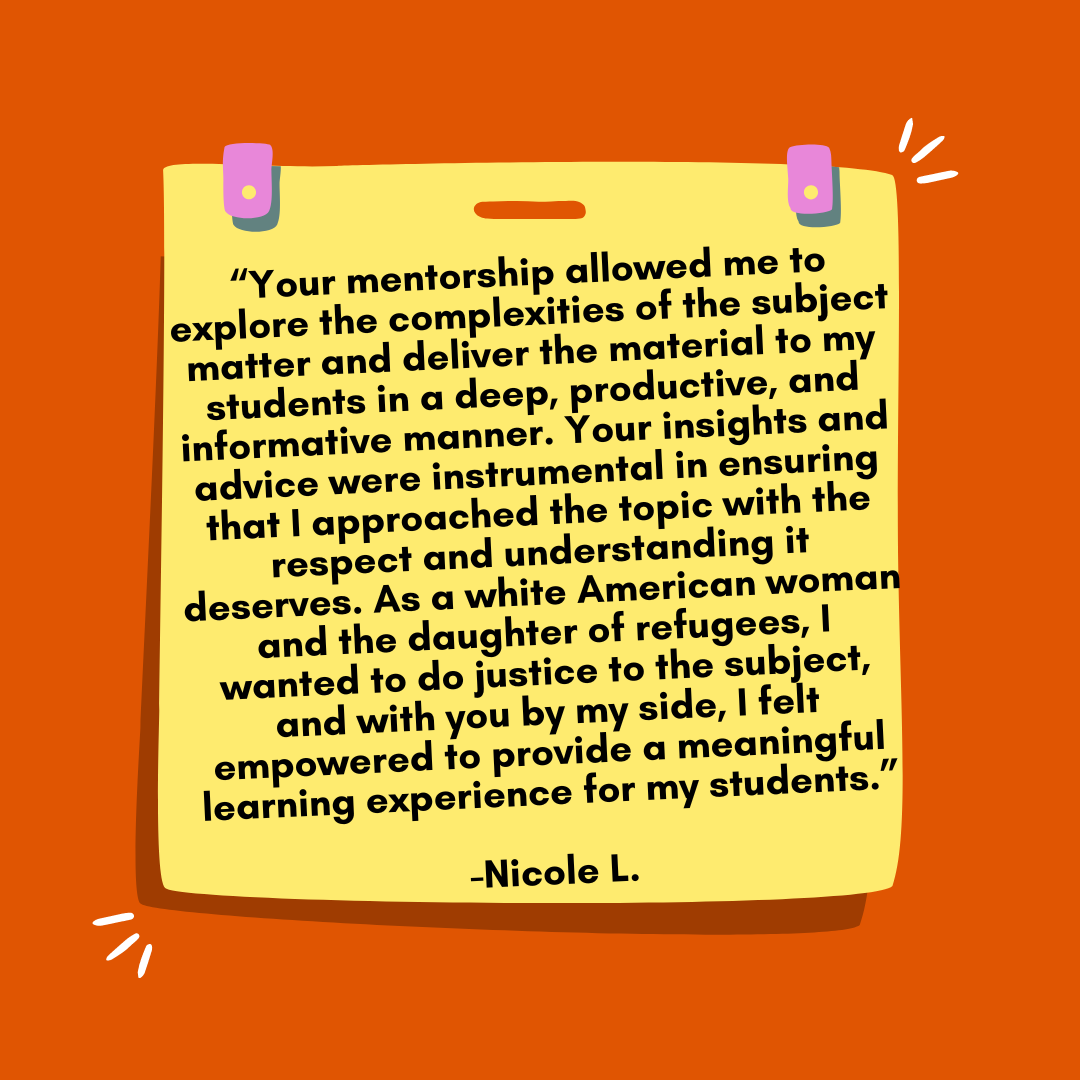 “Your mentorship allowed me to
explore the complexities of the subject
matter and deliver the material to my
students in a deep, productive, and
informative manner. Your insights and
advice were instrumental in ensuring
that I approached the topic with the
respect and understanding it
deserves. As a white American woman
and the daughter of refugees, I
wanted to do justice to the subject,
and with you by my side, I felt
empowered to provide a meaningful
learning experience for my students.”
-Nicole L.